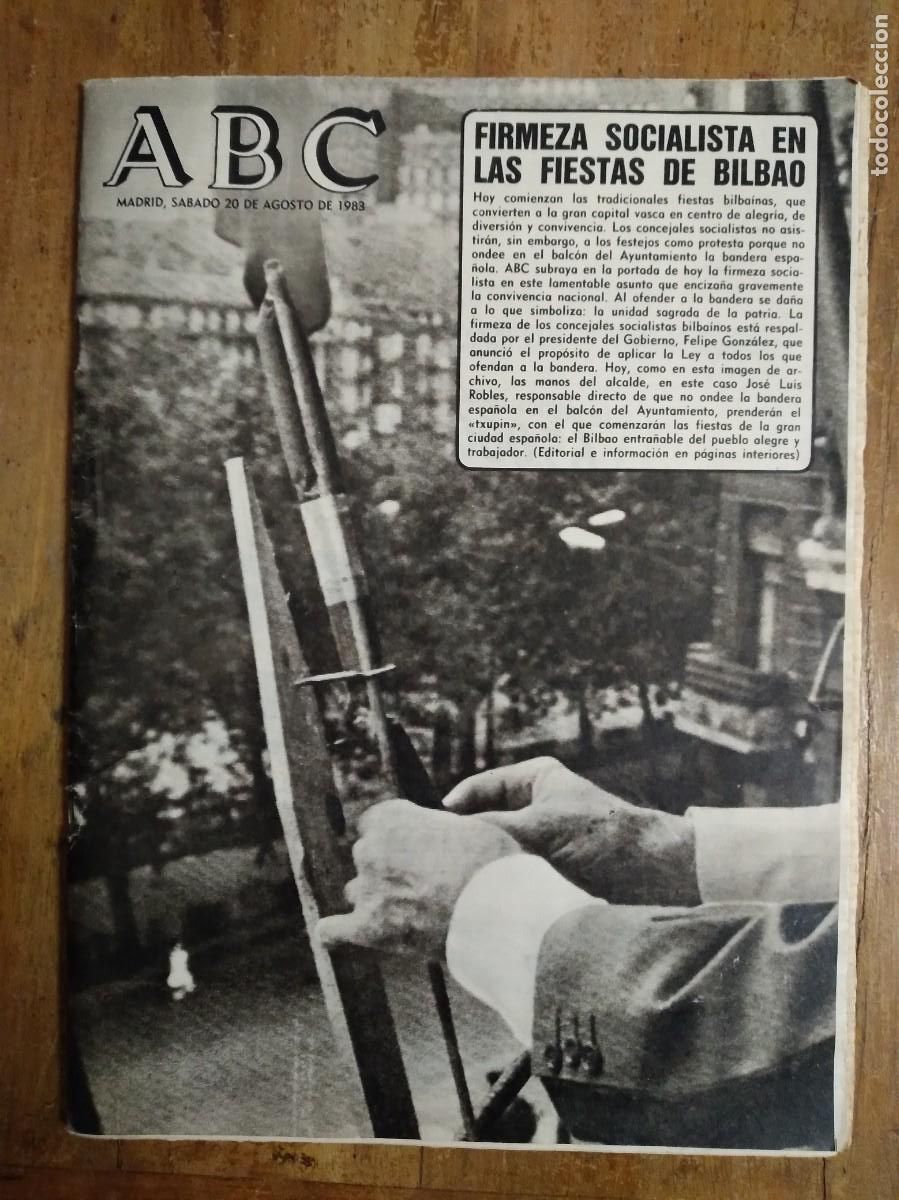 ABC
MADRID, SABADO 20 DE AGOSTO DE 1983
FIRMEZA SOCIALISTA EN
LAS FIESTAS DE BILBAO
Hoy comienzan las tradicionales fiestas bilbaínas, que
convierten a la gran capital vasca en centro de alegría, de
diversión y convivencia. Los concejales socialistas no asis-
tirán, sin embargo, a los festejos como protesta porque no
ondee en el balcón del Ayuntamiento la bandera espa-
ñola. ABC subraya en la portada de hoy la firmeza socia-
lista en este lamentable asunto que encizaña gravemente
la convivencia nacional. Al ofender a la bandera se daña
a lo que simboliza: la unidad sagrada de la patria. La
firmeza de los concejales socialistas bilbaínos está respal-
dada por el presidente del Gobierno, Felipe González, que
anunció el propósito de aplicar la Ley a todos los que
ofendan a la bandera. Hoy, como en esta imagen de ar-
chivo, las manos del alcalde, en este caso José Luis
Robles, responsable directo de que no ondee la bandera
española en el balcón del Ayuntamiento, prenderán el
«txupin», con el que comenzarán las fiestas de la gran
ciudad española: el Bilbao entrañable del pueblo alegre y
trabajador. (Editorial e información en páginas interiores)
todocoleccion